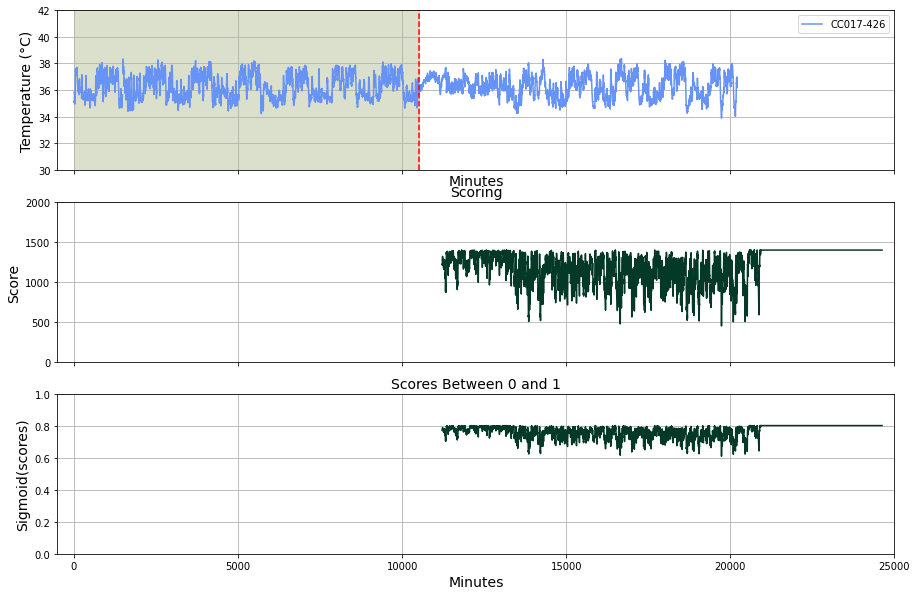 42
40
38
36
34
32
30
Temperature (°C)
CC017-426
Minutes
Scoring
2000
1500
1000
500
0
Score
Scores Between 0 and 1
1.0
0.8
0.6
0.4
0.2
0.0
Sigmoid(scores)
0 5000 10000 15000 20000 25000
Minutes